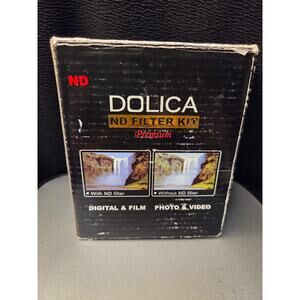 ND
DOLICA
ND FILTER KIT
Premium
With ND filter
Without ND filter
DIGITAL & FILM
PHOTO & VIDEO